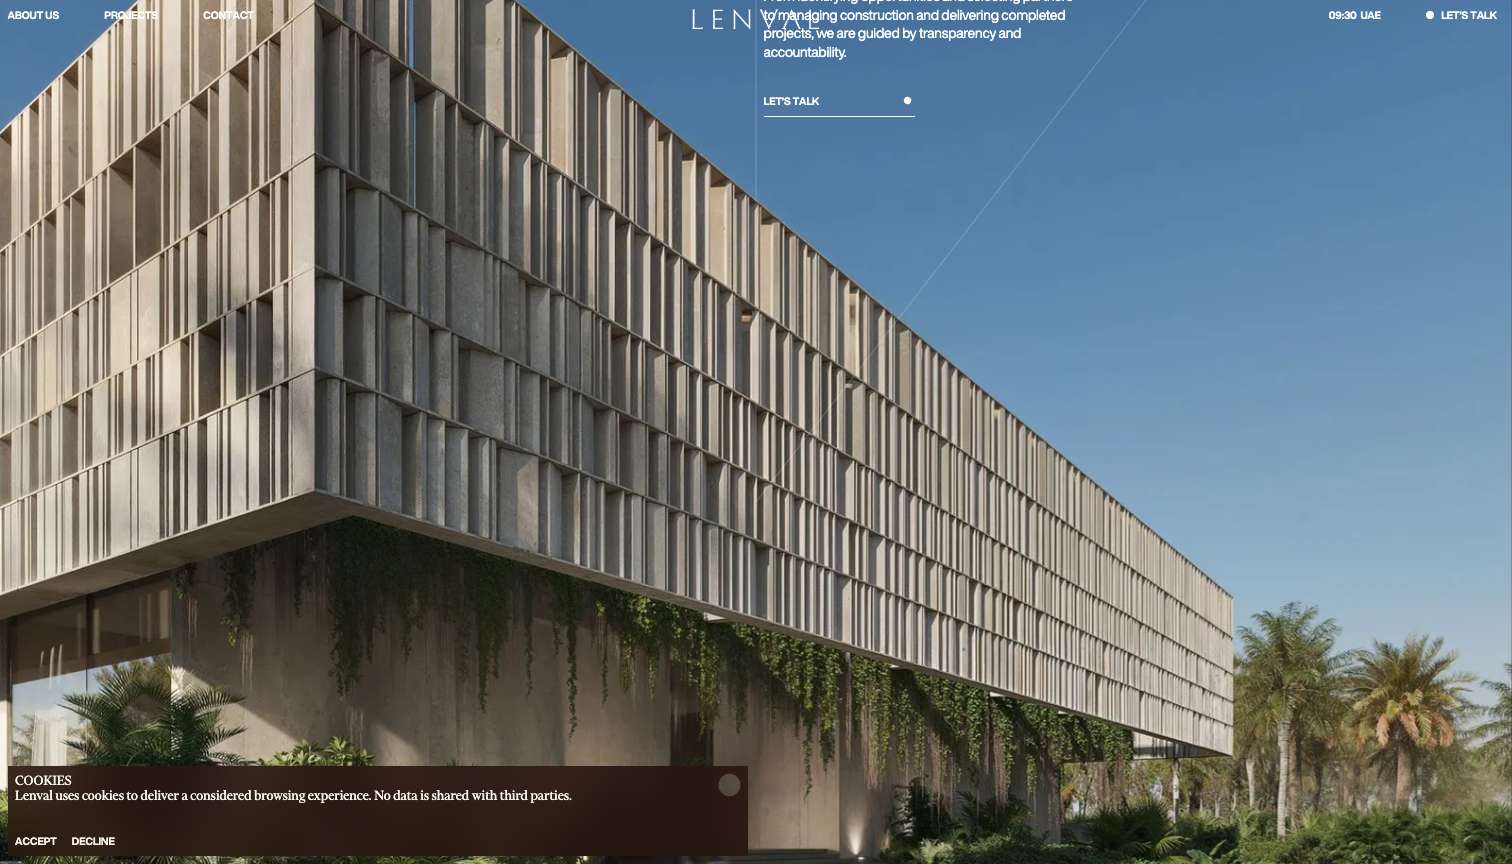 ABOUT US
PROJECTS
CONTACT
LENVAL
09:30 UAE
LET'S TALK
to managing construction and delivering completed
projects, we are guided by transparency and
accountability.
LET'S TALK
COOKIES
Lenval uses cookies to deliver a considered browsing experience. No data is shared with third parties.
ACCEPT
DECLINE